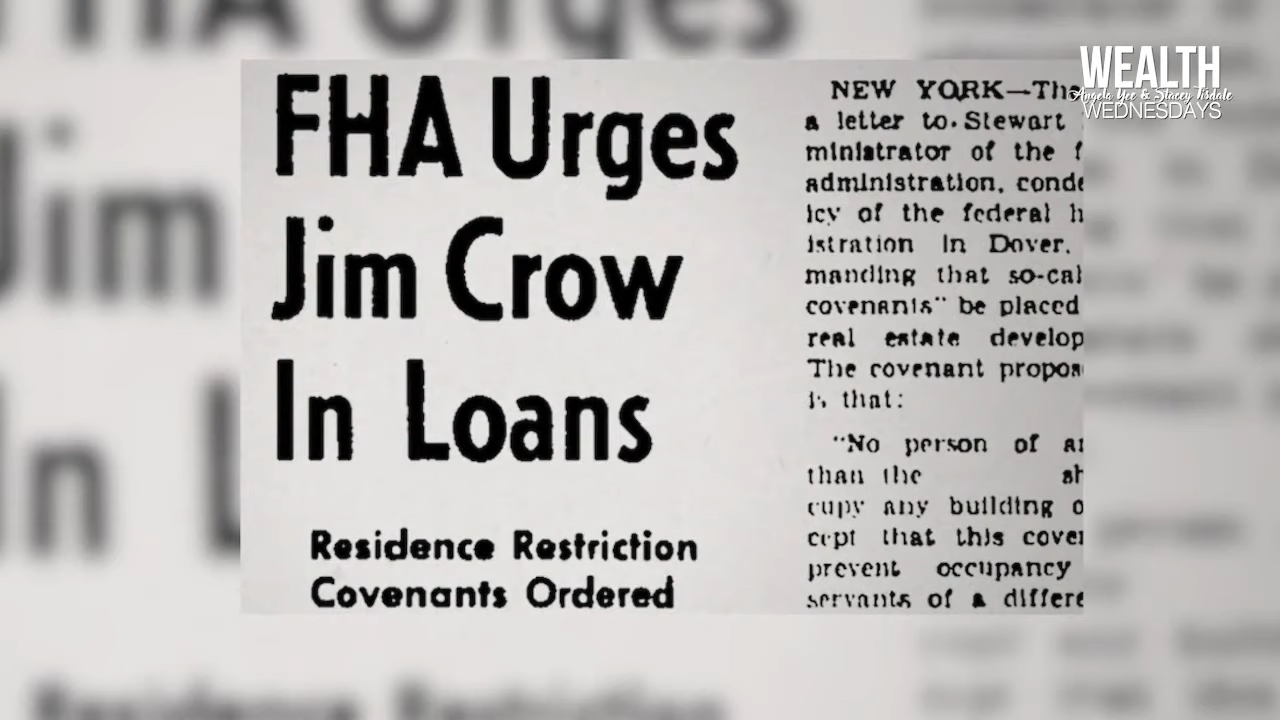 WEALTH
Angela Yee & Stacey Tisdale
WEDNESDAYS
FHA Urges
Jim Crow
In Loans
Residence Restriction
Covenants Ordered
NEW YORK—The
a letter to Stewart
ministrator of the f
administration, conde
icy of the federal h
istration in Dover,
manding that so-cal
covenants" be placed
real estate develop
The covenant propos
is that:
"No person of a
than the sh
cupy any building o
cept that this cove
prevent occupancy
servants of a differe